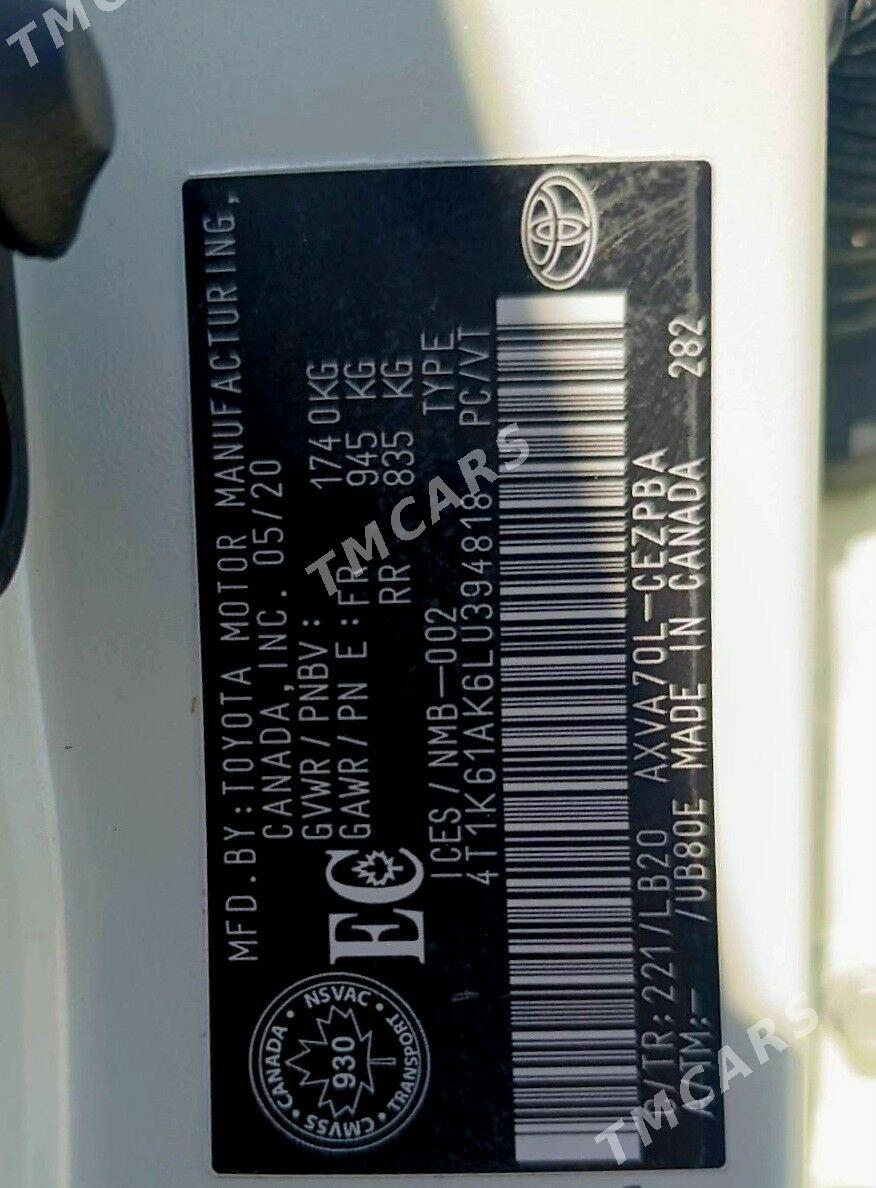 MFD.BY:TOYOTA MOTOR MANUFACTURING,
CANADA,INC. 05/20
GVWR/PNBV: 1740KG
GAWR/PN E:FR 945 KG
RR 835 KG
ICES/NMB-002 TYPE
4T1K61AK6LU394818 PC/VT
C/TR:221/LB20 AXVA70L-CEZPBA
A/TM:- /UB80E MADE IN CANADA 282
EC
CANADA • NSVAC • TRANSPORT • CMVSS •
930
TMCARS
TMCARS
TMCARS